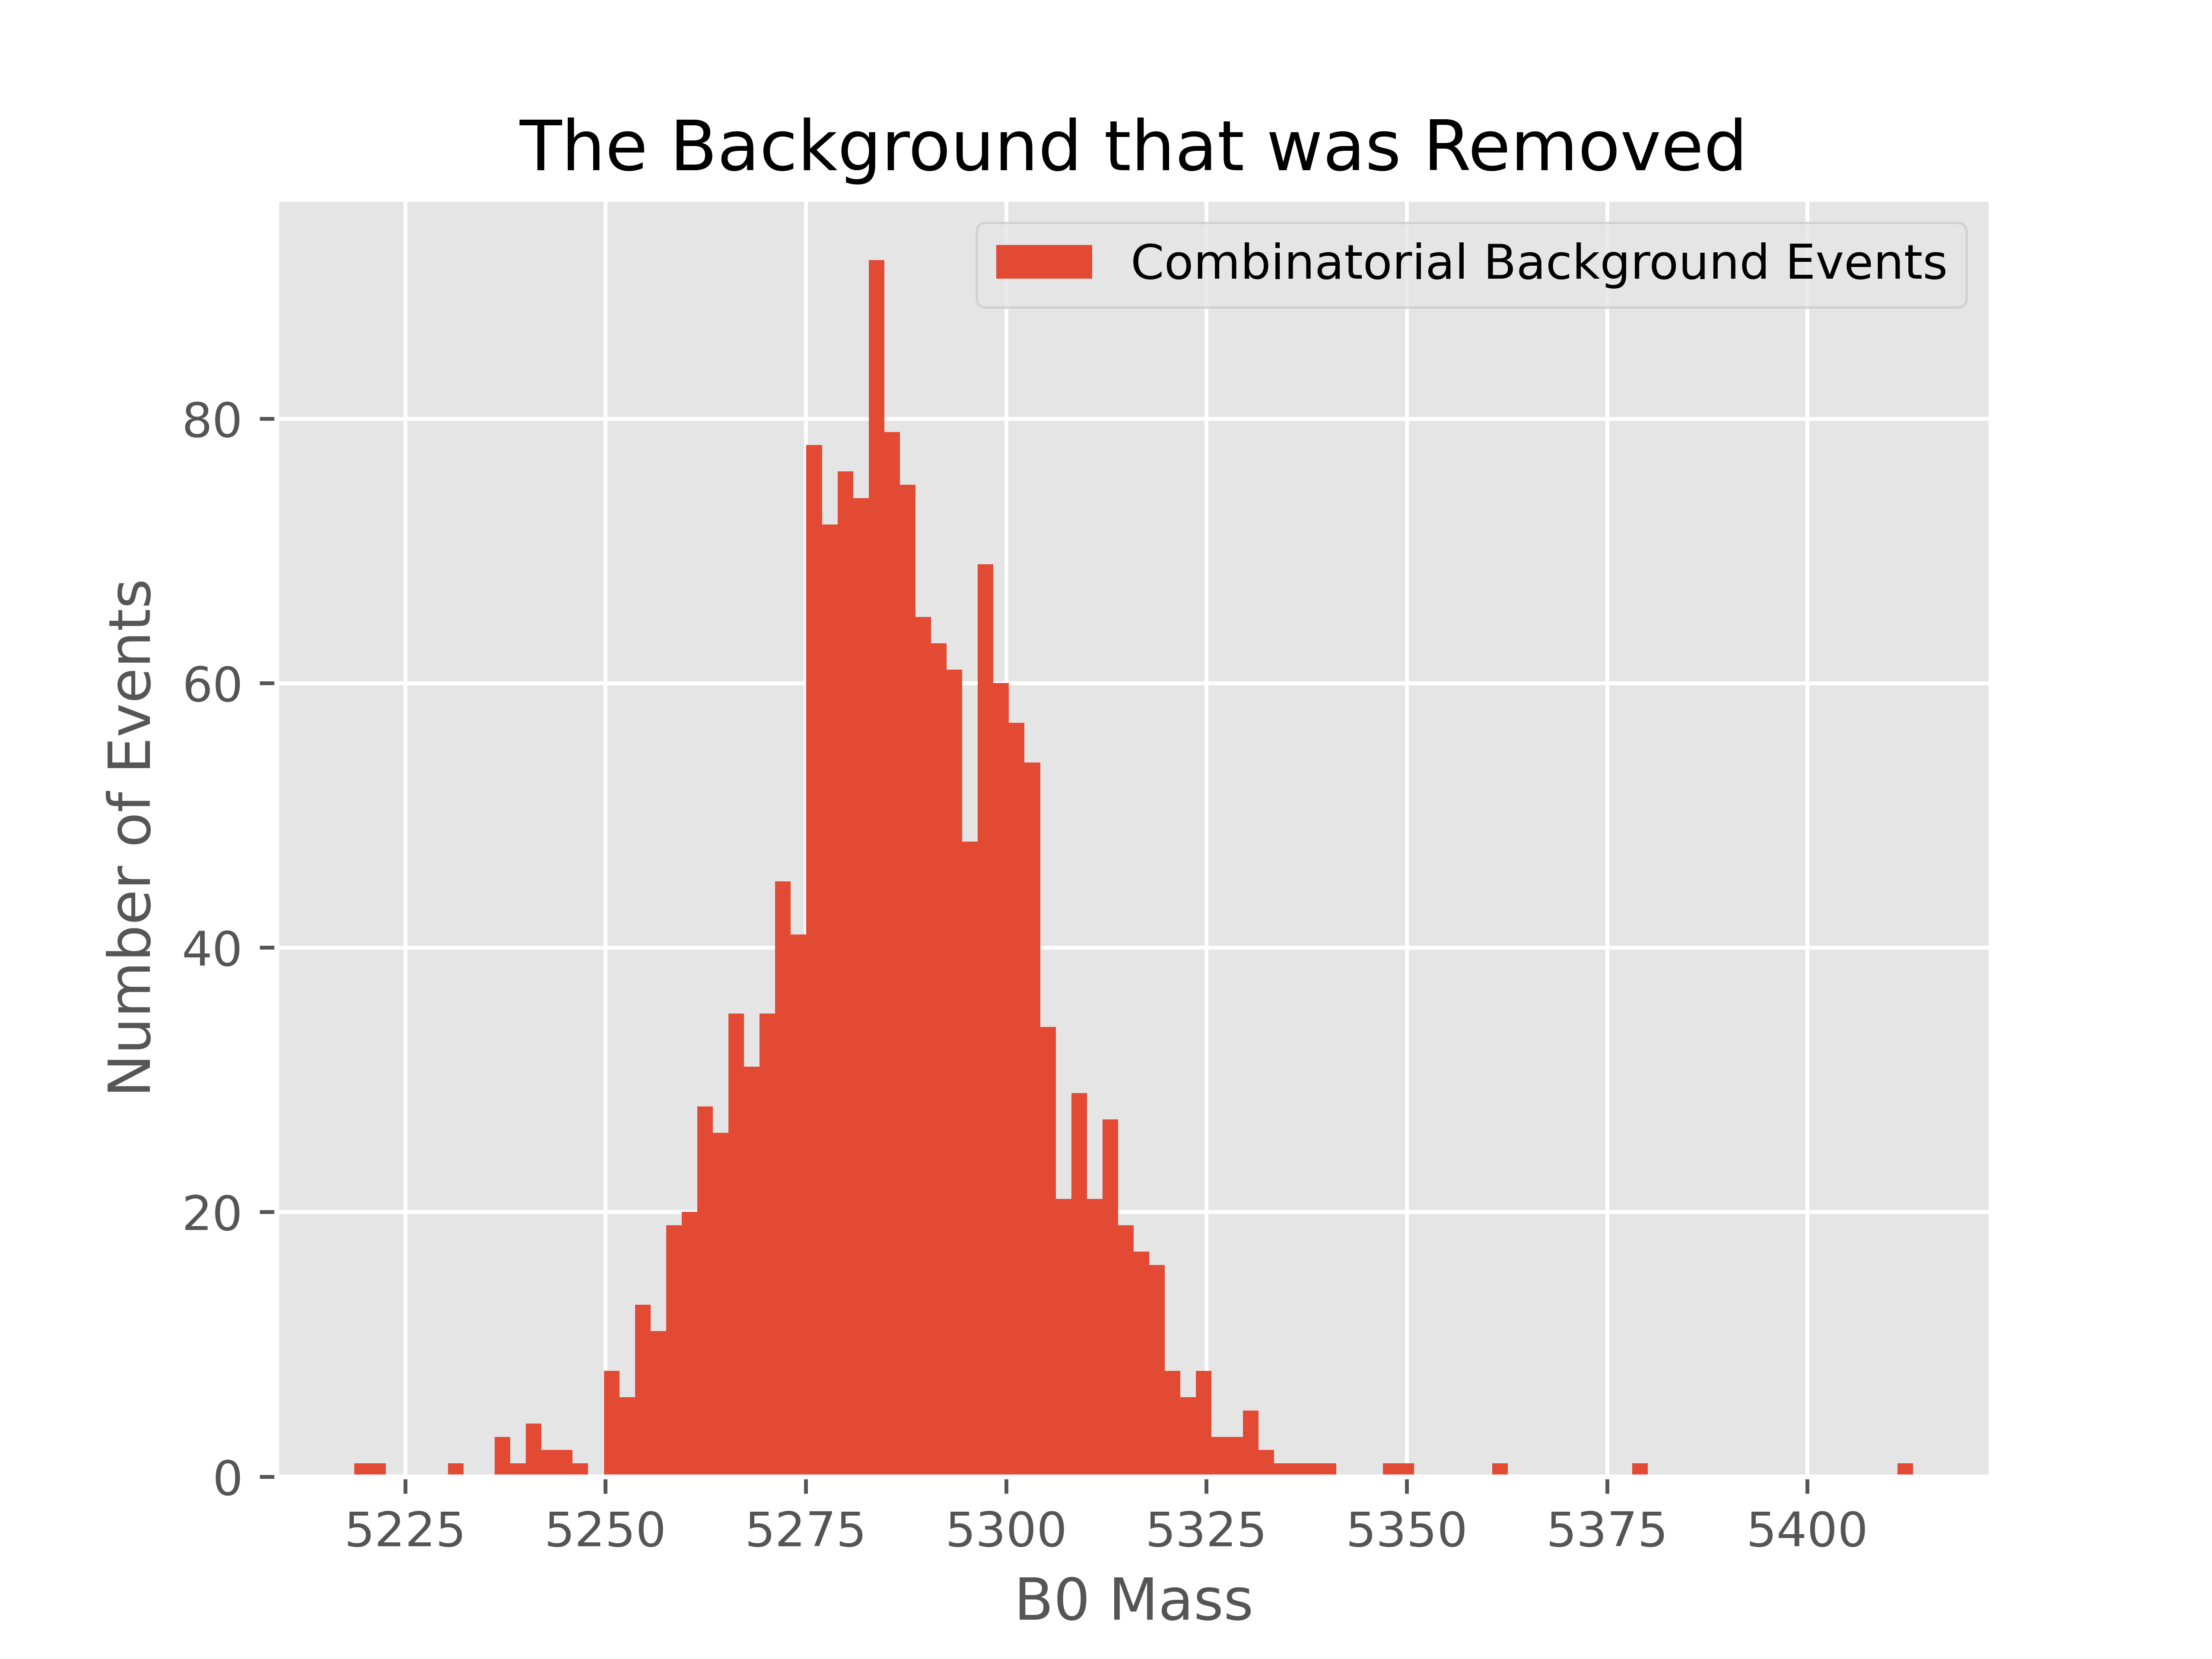 The Background that was Removed
Combinatorial Background Events
Number of Events
80
60
40
20
0
5225 5250 5275 5300 5325 5350 5375 5400
B0 Mass